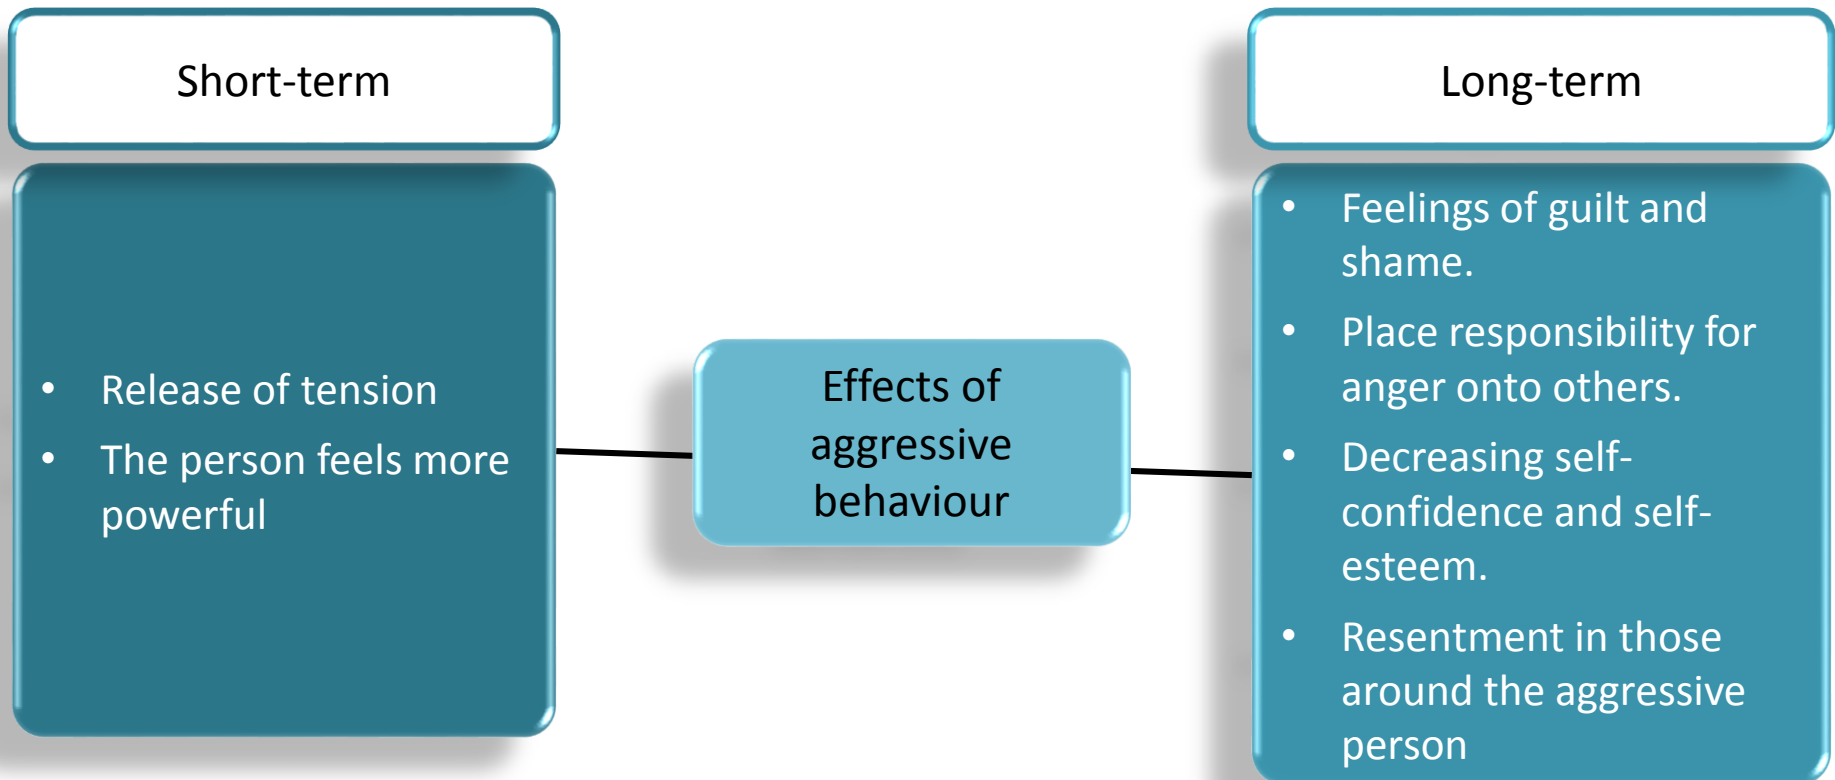 Short-term
• Release of tension
• The person feels more
powerful
Effects of
aggressive
behaviour
Long-term
• Feelings of guilt and
shame.
• Place responsibility for
anger onto others.
• Decreasing self-
confidence and self-
esteem.
• Resentment in those
around the aggressive
person